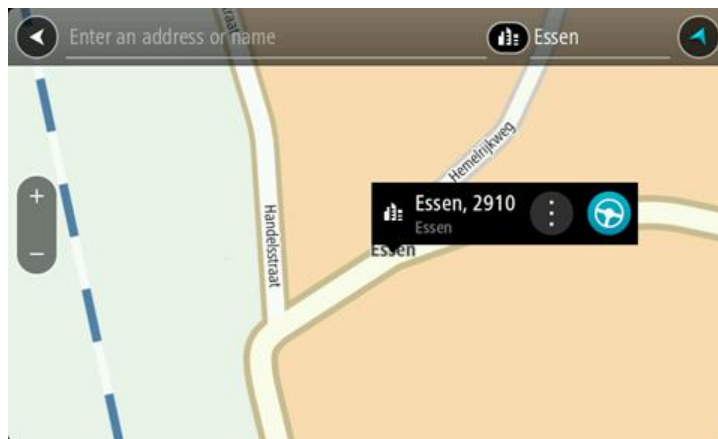 Enter an address or name
Essen
Hemelrijkweg
Essen, 2910
Essen
Essen
Handelsstraat